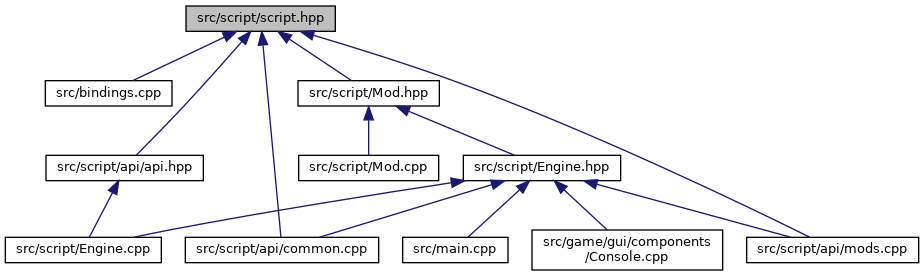 src/script/script.hpp
src/bindings.cpp
src/script/Mod.hpp
src/script/api/api.hpp
src/script/Mod.cpp
src/script/Engine.hpp
src/script/Engine.cpp
src/script/api/common.cpp
src/main.cpp
src/game/gui/components
/Console.cpp
src/script/api/mods.cpp